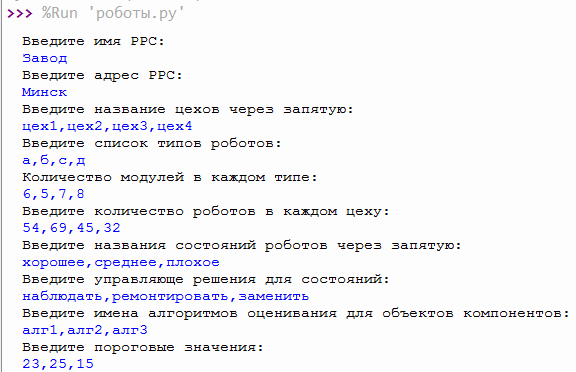 >>> %Run 'роботы.py'
Введите имя РРС:
Завод
Введите адрес РРС:
Минск
Введите название цехов через запятую:
цех1,цех2,цех3,цех4
Введите список типов роботов:
а,б,с,д
Количество модулей в каждом типе:
6,5,7,8
Введите количество роботов в каждом цеху:
54,69,45,32
Введите названия состояний роботов через запятую:
хорошее,среднее,плохое
Введите управляюще решения для состояний:
наблюдать,ремонтировать,заменить
Введите имена алгоритмов оценивания для объектов компонентов:
алг1,алг2,алг3
Введите пороговые значения:
23,25,15